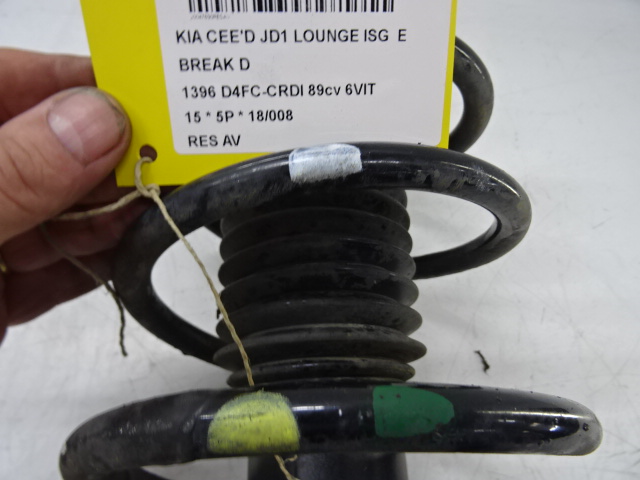 KIA CEE'D JD1 LOUNGE ISG E
BREAK D
1396 D4FC-CRDI 89cv 6VIT
15 * 5P * 18/008
RES AV